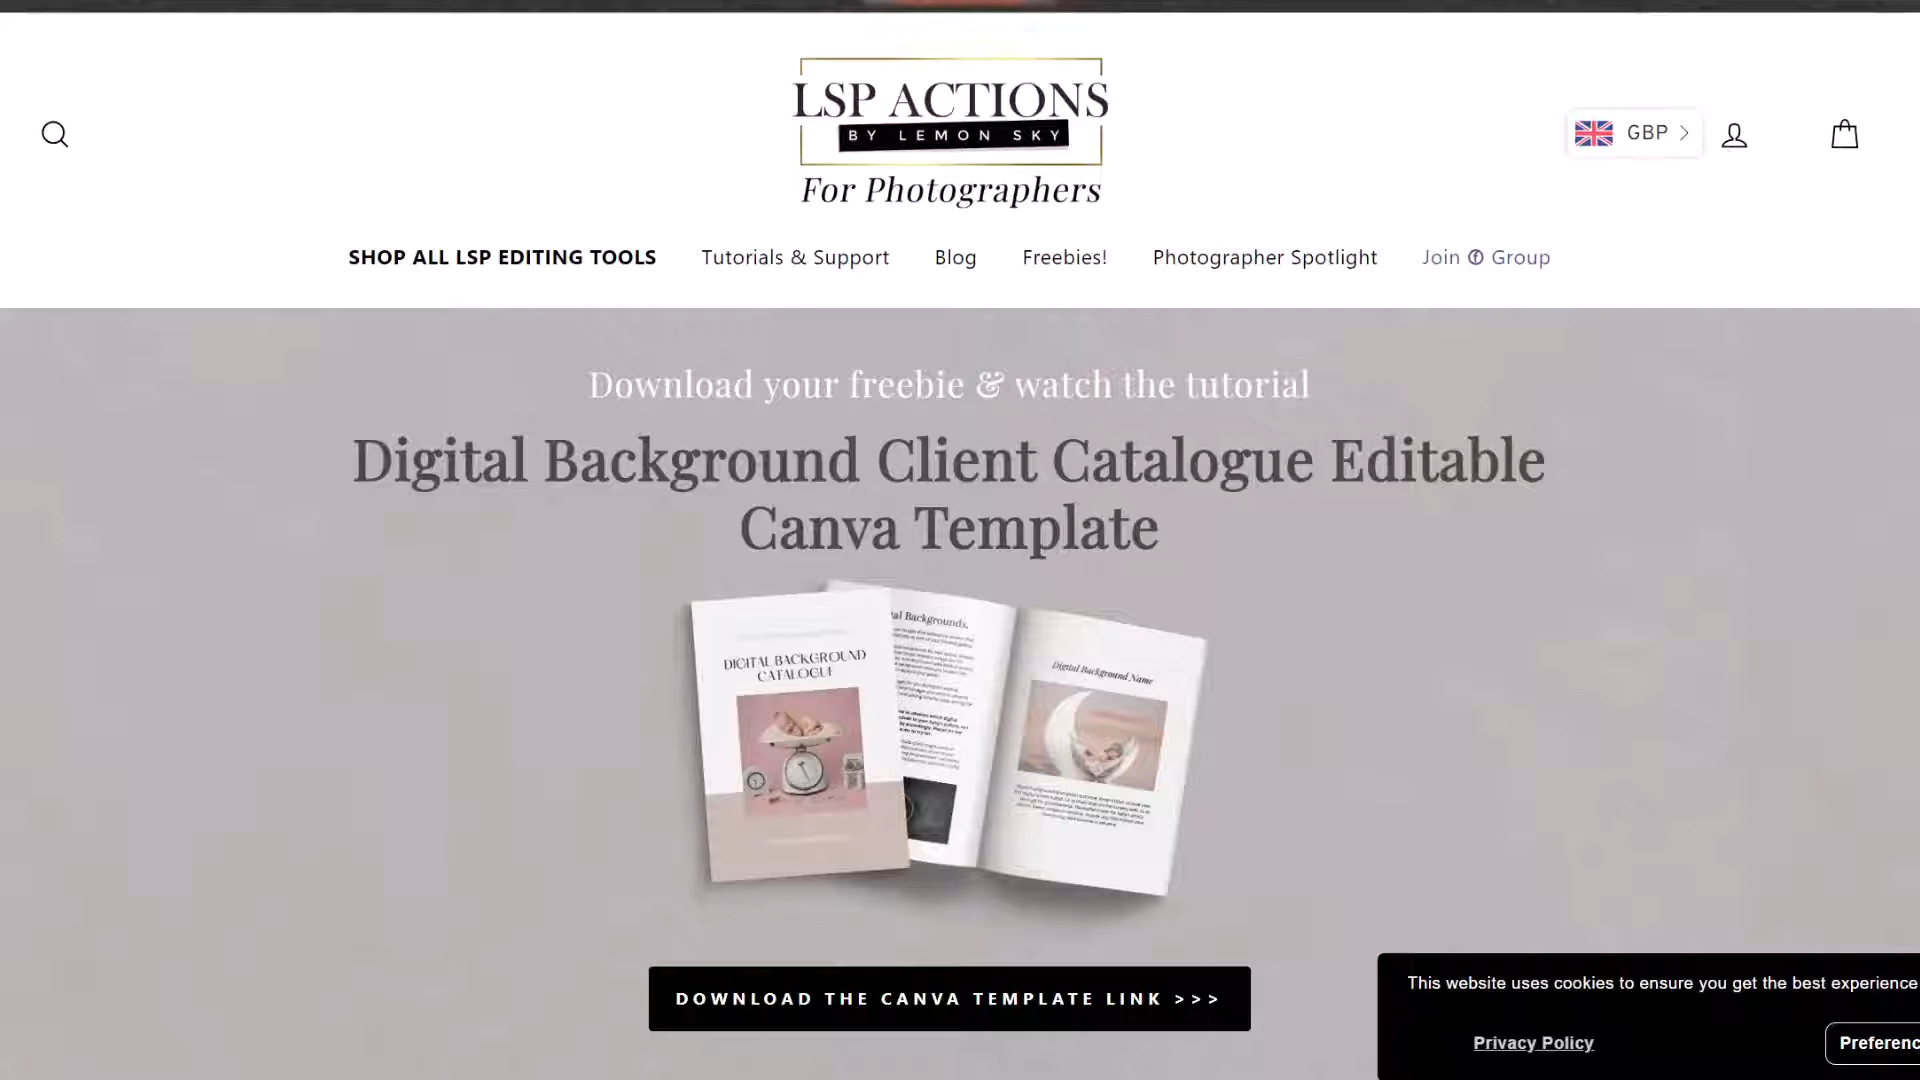 LSP ACTIONS
BY LEMON SKY
For Photographers
GBP
SHOP ALL LSP EDITING TOOLS Tutorials & Support Blog Freebies! Photographer Spotlight Join Group
Download your freebie & watch the tutorial
Digital Background Client Catalogue Editable
Canva Template
DIGITAL BACKGROUND
CATALOGUE
Backgrounds,
Digital Background Name
DOWNLOAD THE CANVA TEMPLATE LINK >>>
This website uses cookies to ensure you get the best experience
Privacy Policy
Preferenc